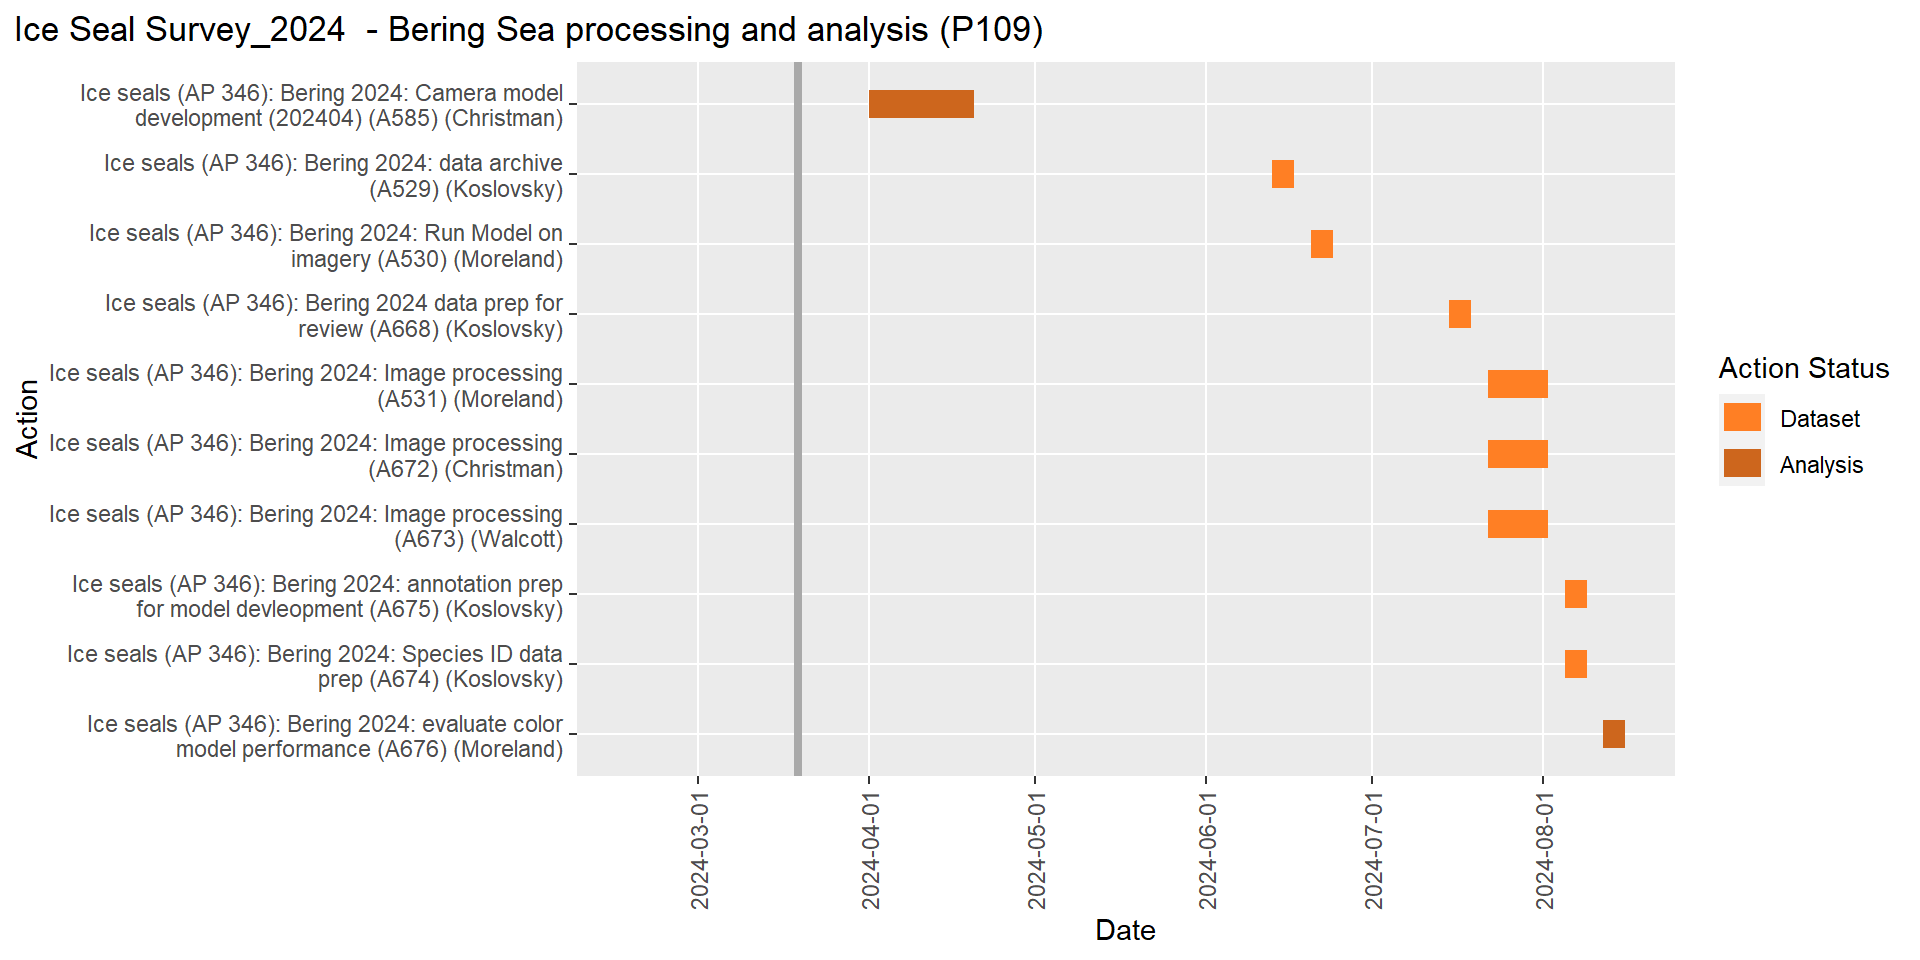 Ice Seal Survey_2024  - Bering Sea processing and analysis (P109)
Ice seals (AP 346): Bering 2024: Camera model
development (202404) (A585) (Christman)
Ice seals (AP 346): Bering 2024: data archive
(A529) (Koslovsky)
Ice seals (AP 346): Bering 2024: Run Model on
imagery (A530) (Moreland)
Ice seals (AP 346): Bering 2024 data prep for
review (A668) (Koslovsky)
Ice seals (AP 346): Bering 2024: Image processing
(A531) (Moreland)
Ice seals (AP 346): Bering 2024: Image processing
(A672) (Christman)
Ice seals (AP 346): Bering 2024: Image processing
(A673) (Walcott)
Ice seals (AP 346): Bering 2024: annotation prep
for model devleopment (A675) (Koslovsky)
Ice seals (AP 346): Bering 2024: Species ID data
prep (A674) (Koslovsky)
Ice seals (AP 346): Bering 2024: evaluate color
model performance (A676) (Moreland)
Action
2024-03-01
2024-04-01
2024-05-01
2024-06-01
2024-07-01
2024-08-01
Date
Action Status
Dataset
Analysis